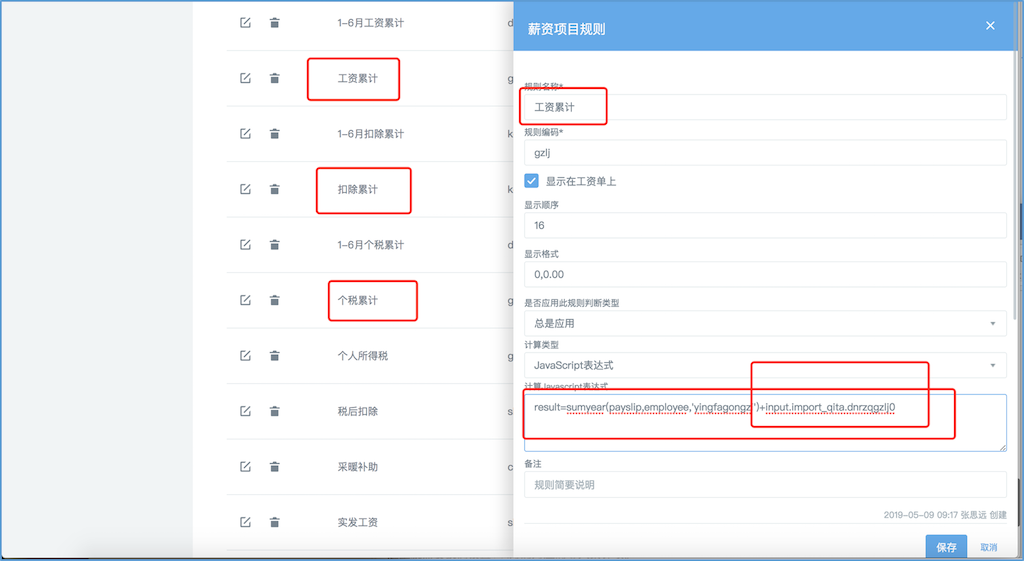 1-6月工资累计
d
工资累计
g
1-6月扣除累计
k
扣除累计
k
1-6月个税累计
d
个税累计
g
个人所得税
g
税后扣除
s
采暖补助
c
实发工资
s
薪资项目规则
规则名称*
工资累计
规则编码*
gzlj
显示在工资单上
显示顺序
16
显示格式
0,0.00
是否应用此规则判断类型
总是应用
计算类型
JavaScript表达式
计算Javascript表达式
result=sumyear(payslip,employee,'yingfagongz')+input.import_qita.dnrzqgzlj0
备注
规则简要说明
2019-05-09 09:17 张思远 创建
保存
取消